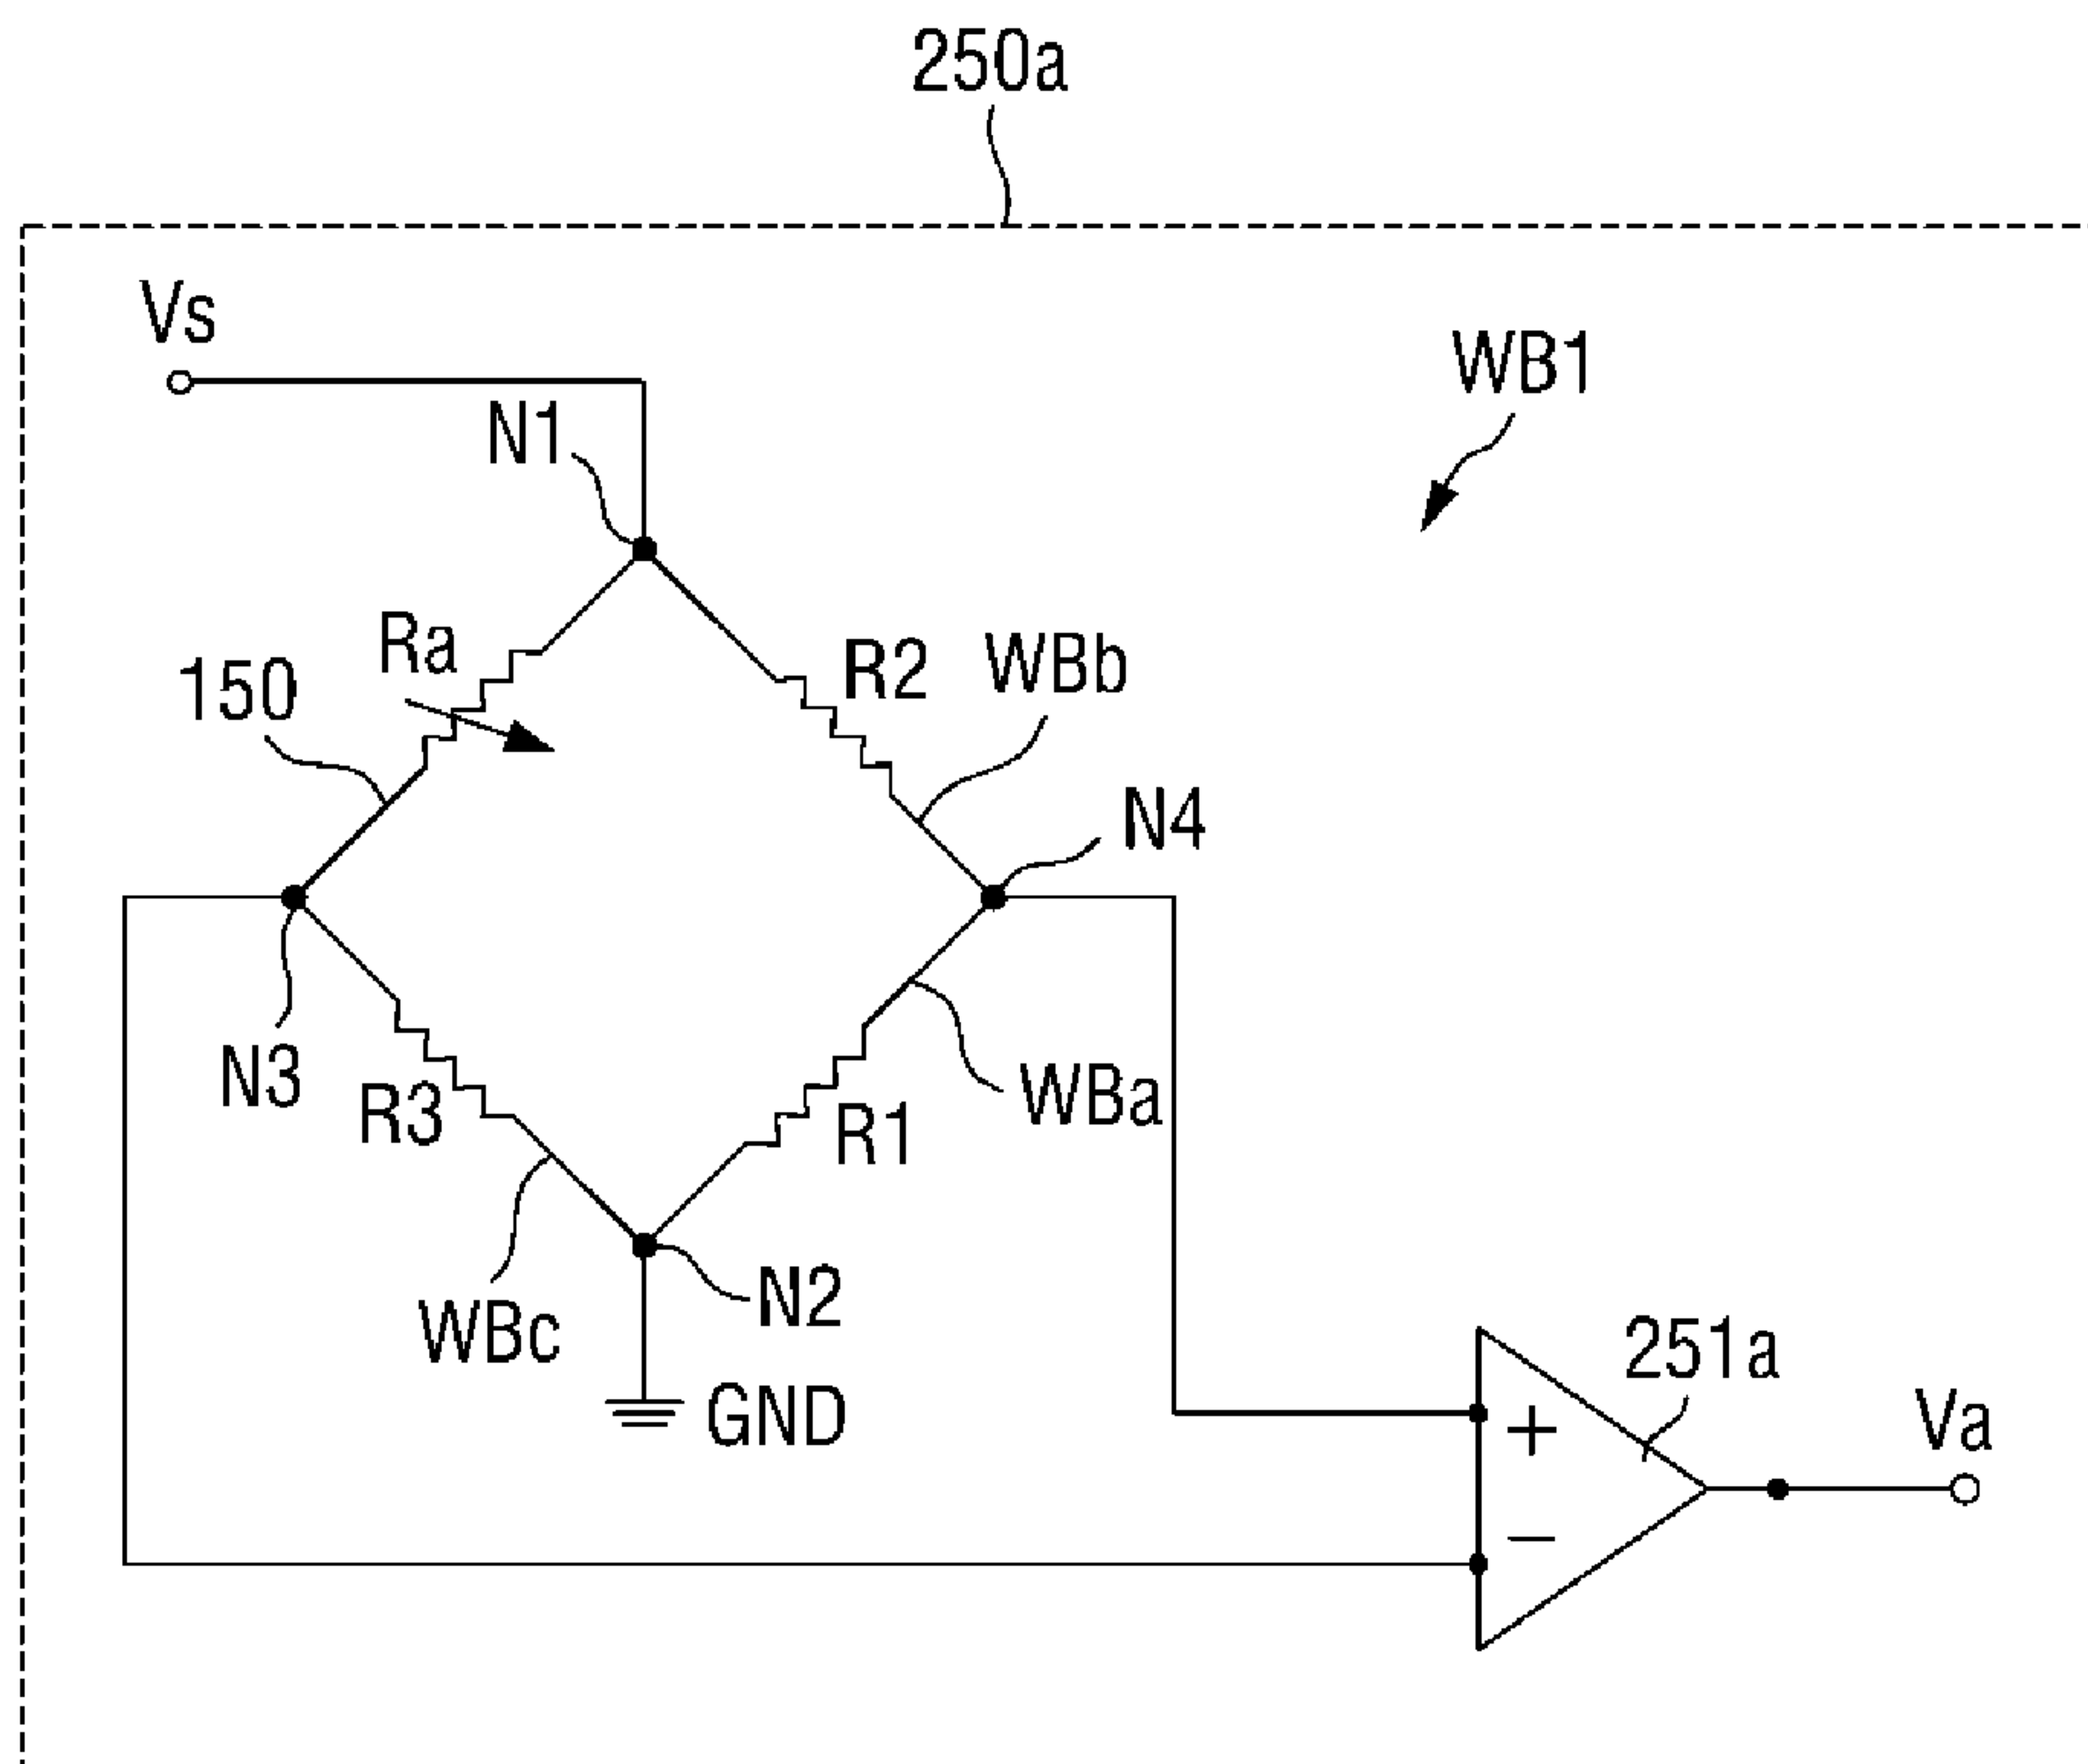 250a
Vs
WB1
N1
Ra
R2
WBb
150
N4
N3
R3
R1
WBa
N2
WBc
GND
251a
Va
+
−